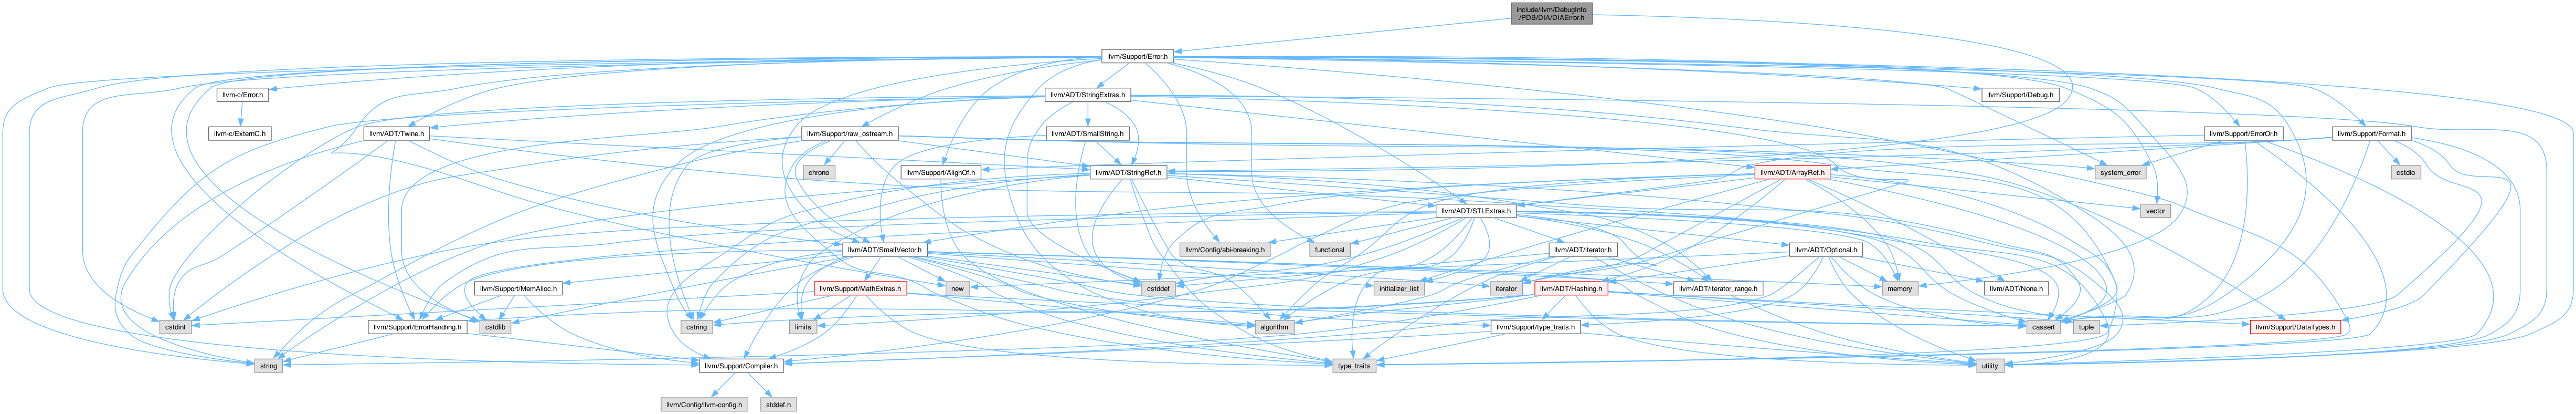 include/llvm/DebugInfo
/PDB/DIA/DIAError.h
llvm/Support/Error.h
llvm-c/Error.h
llvm/ADT/StringExtras.h
llvm/Support/Debug.h
llvm-c/ExternC.h
llvm/ADT/Twine.h
llvm/Support/raw_ostream.h
llvm/ADT/SmallString.h
llvm/Support/ErrorOr.h
llvm/Support/Format.h
chrono
llvm/Support/AlignOf.h
llvm/ADT/StringRef.h
llvm/ADT/ArrayRef.h
system_error
cstdio
llvm/ADT/STLExtras.h
vector
llvm/ADT/SmallVector.h
llvm/Config/abi-breaking.h
functional
llvm/ADT/iterator.h
llvm/ADT/Optional.h
llvm/Support/MemAlloc.h
llvm/Support/MathExtras.h
new
cstddef
initializer_list
iterator
llvm/ADT/Hashing.h
llvm/ADT/iterator_range.h
memory
llvm/ADT/None.h
cstdint
llvm/Support/ErrorHandling.h
cstdlib
cstring
limits
algorithm
llvm/Support/type_traits.h
cassert
tuple
llvm/Support/DataTypes.h
string
llvm/Support/Compiler.h
type_traits
utility
llvm/Config/llvm-config.h
stddef.h